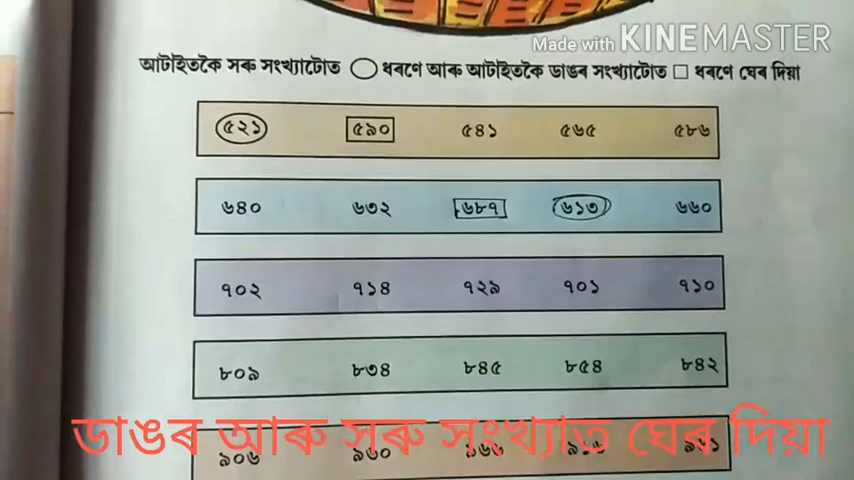 Made with KINEMASTER
আটাইতকৈ সৰু সংখ্যাটোত ○ ধৰণে আৰু আটাইতকৈ ডাঙৰ সংখ্যাটোত □ ধৰণে ঘেৰ দিয়া
৫২১ ৫৯০ ৫৪১ ৫৬৫ ৫৮৬
৬৪০ ৬৩২ ৬৮৭ ৬১৩ ৬৬০
৭০২ ৭১৪ ৭২৯ ৭০১ ৭১০
৮০৯ ৮৩৪ ৮৪৫ ৮৫৪ ৮৪২
ডাঙৰ আৰু সৰু সংখ্যাত ঘেৰ দিয়া
৯০৬ ৯৬০ ৯৬৬